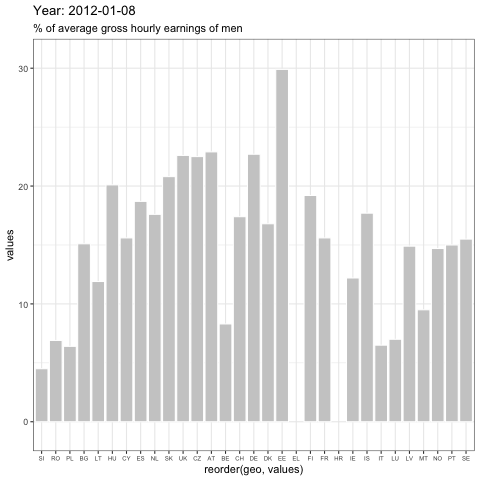 Year: 2012-01-08
% of average gross hourly earnings of men
30
20
10
0
values
SI RO PL BG LT HU CY ES NL SK UK CZ AT BE CH DE DK EE EL FI FR HR IE IS IT LU LV MT NO PT SE
reorder(geo, values)